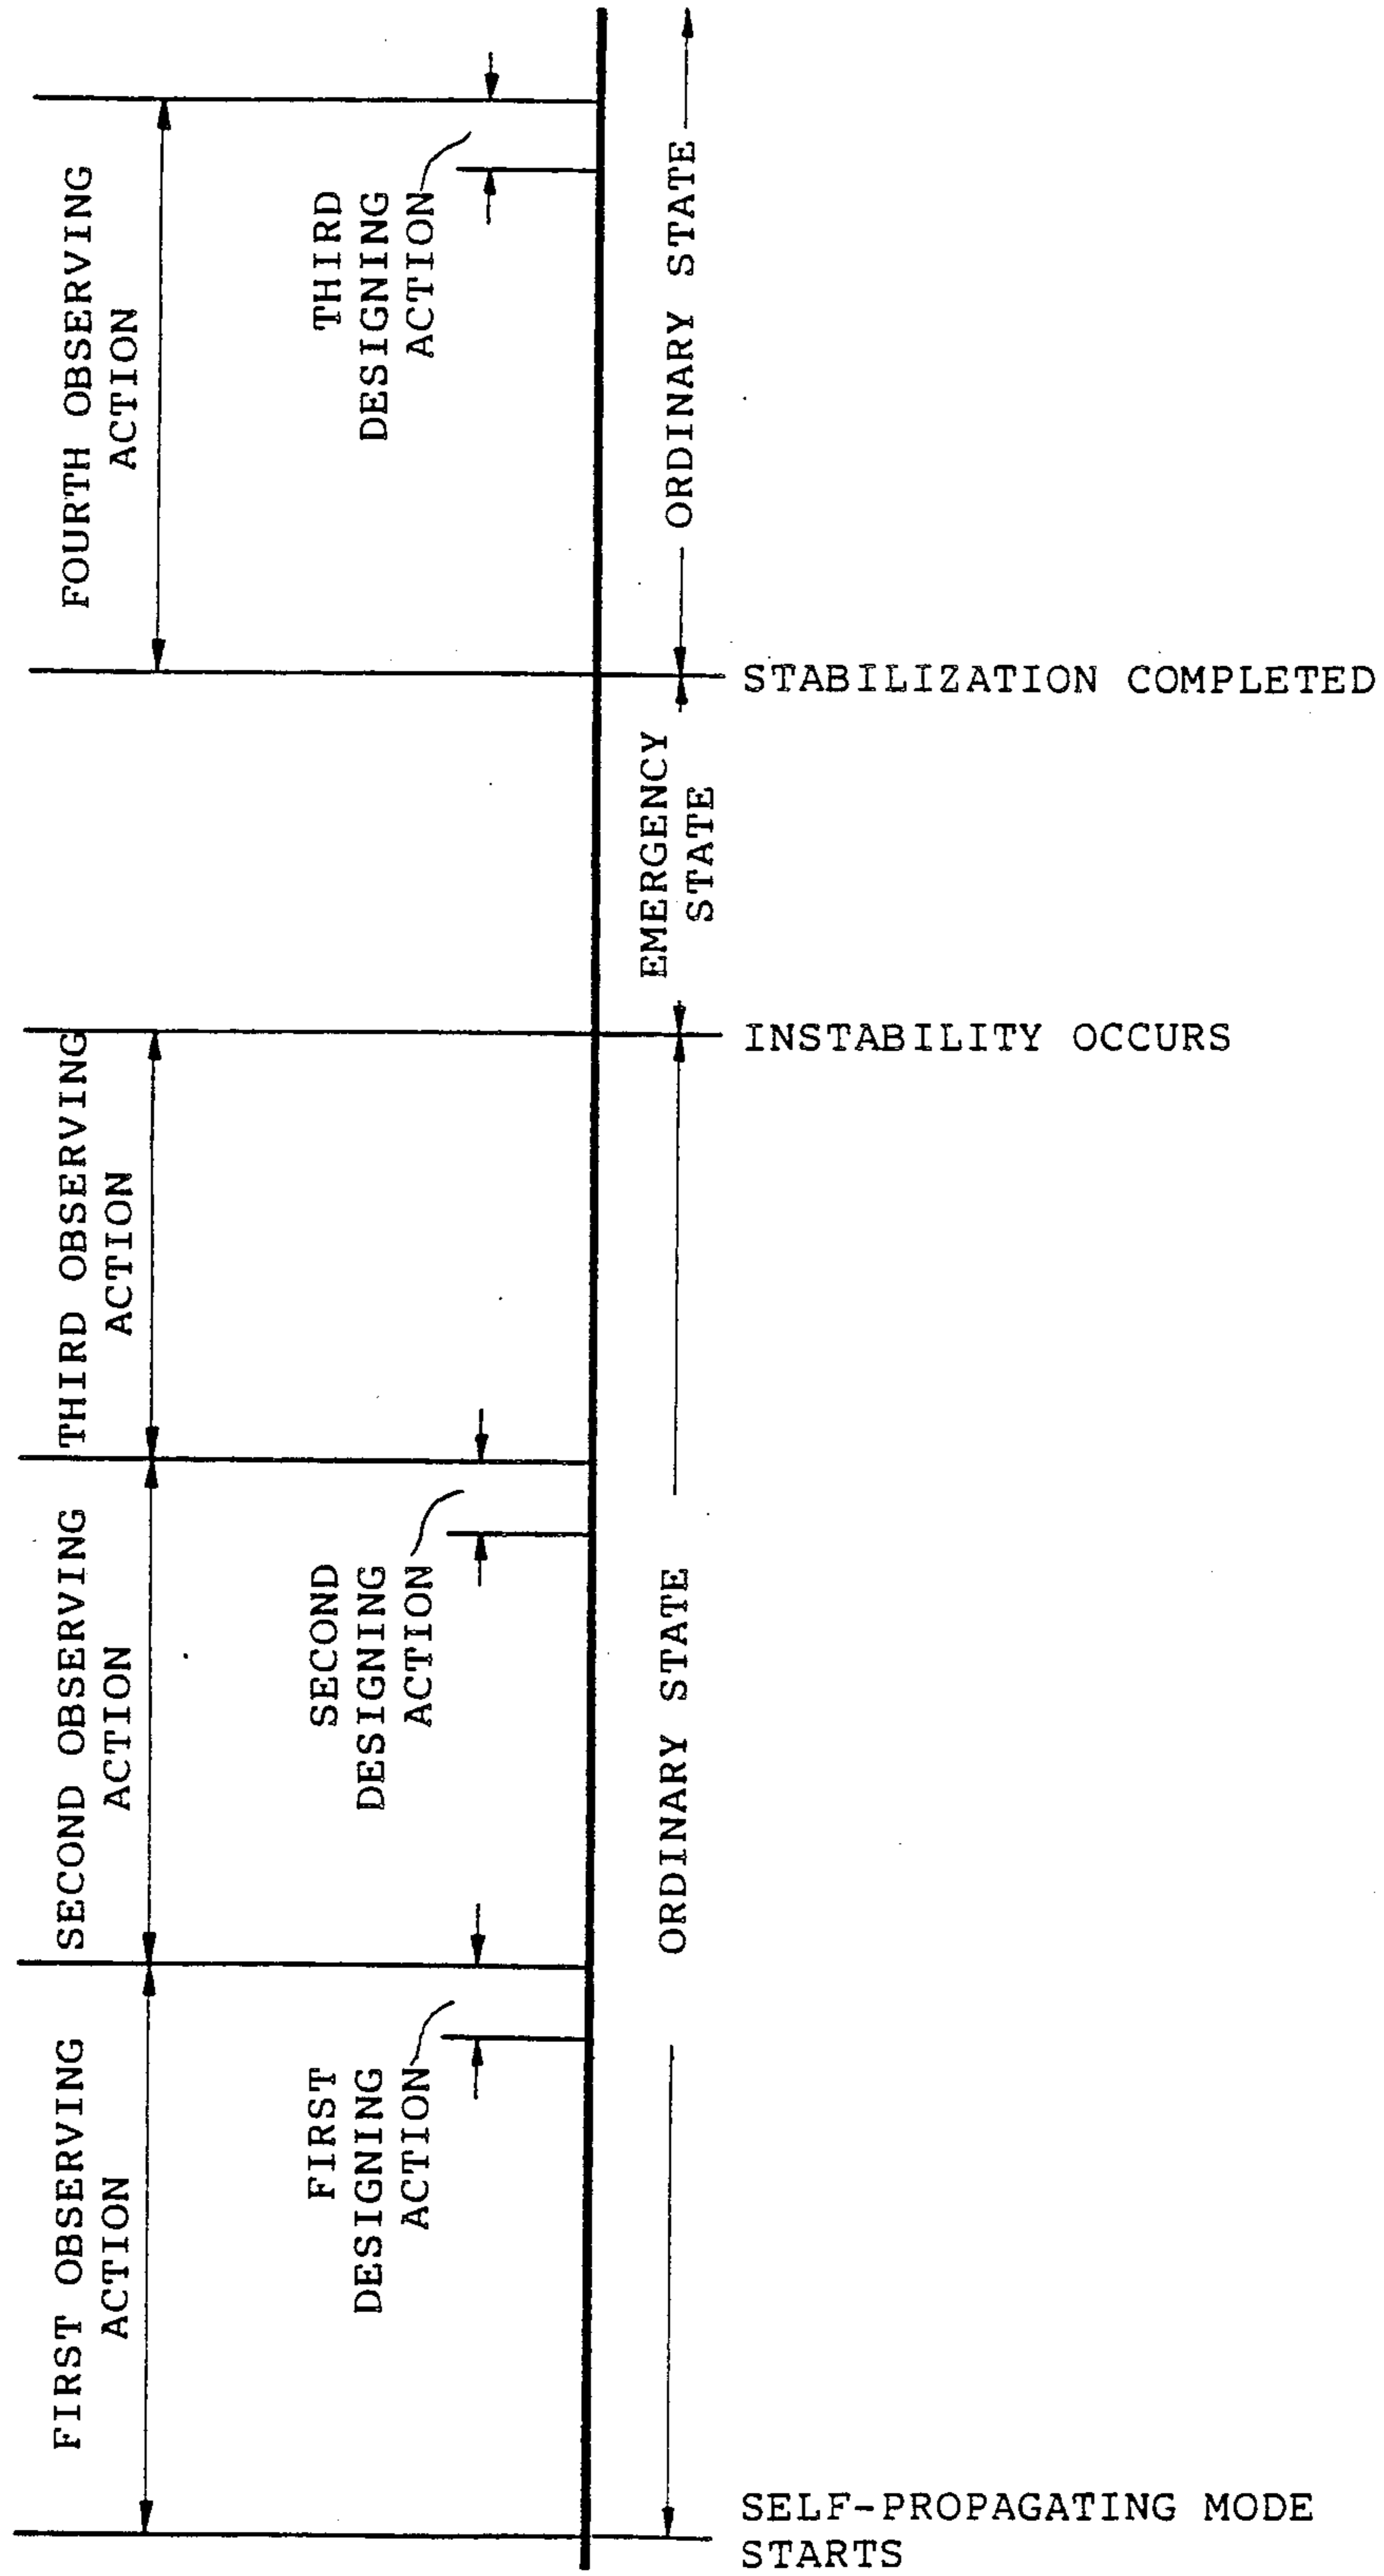 FIRST OBSERVING
ACTION
SECOND OBSERVING
ACTION
THIRD OBSERVING
ACTION
FOURTH OBSERVING
ACTION
FIRST
DESIGNING
ACTION
SECOND
DESIGNING
ACTION
THIRD
DESIGNING
ACTION
ORDINARY STATE
EMERGENCY
STATE
ORDINARY STATE
SELF-PROPAGATING MODE
STARTS
INSTABILITY OCCURS
STABILIZATION COMPLETED